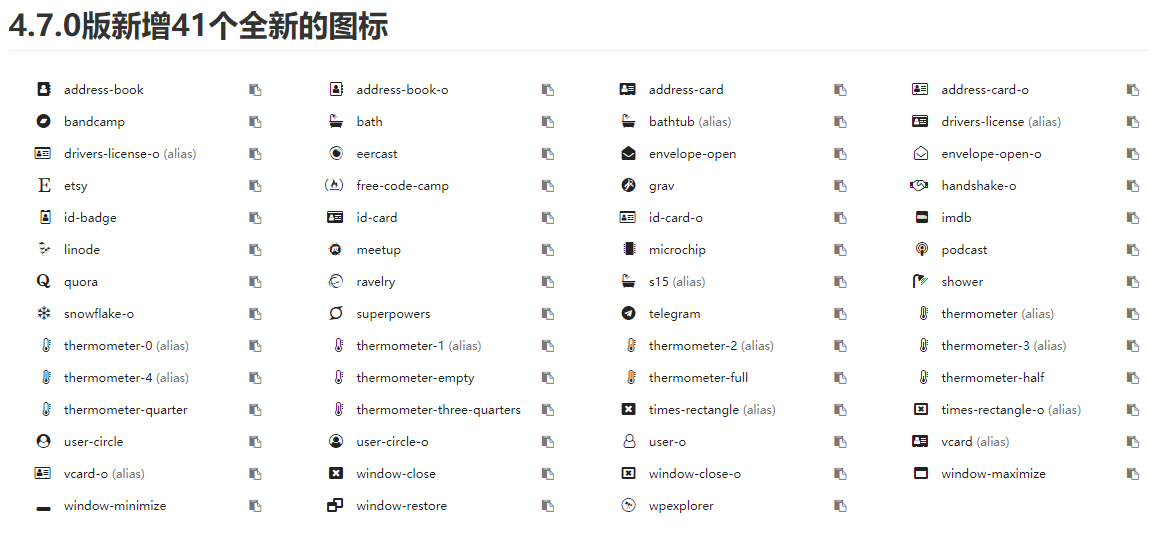 4.7.0版新增41个全新的图标
address-book address-book-o address-card address-card-o
bandcamp bath bathtub (alias) drivers-license (alias)
drivers-license-o (alias) eercast envelope-open envelope-open-o
etsy free-code-camp grav handshake-o
id-badge id-card id-card-o imdb
linode meetup microchip podcast
quora ravelry s15 (alias) shower
snowflake-o superpowers telegram thermometer (alias)
thermometer-0 (alias) thermometer-1 (alias) thermometer-2 (alias) thermometer-3 (alias)
thermometer-4 (alias) thermometer-empty thermometer-full thermometer-half
thermometer-quarter thermometer-three-quarters times-rectangle (alias) times-rectangle-o (alias)
user-circle user-circle-o user-o vcard (alias)
vcard-o (alias) window-close window-close-o window-maximize
window-minimize window-restore wpexplorer